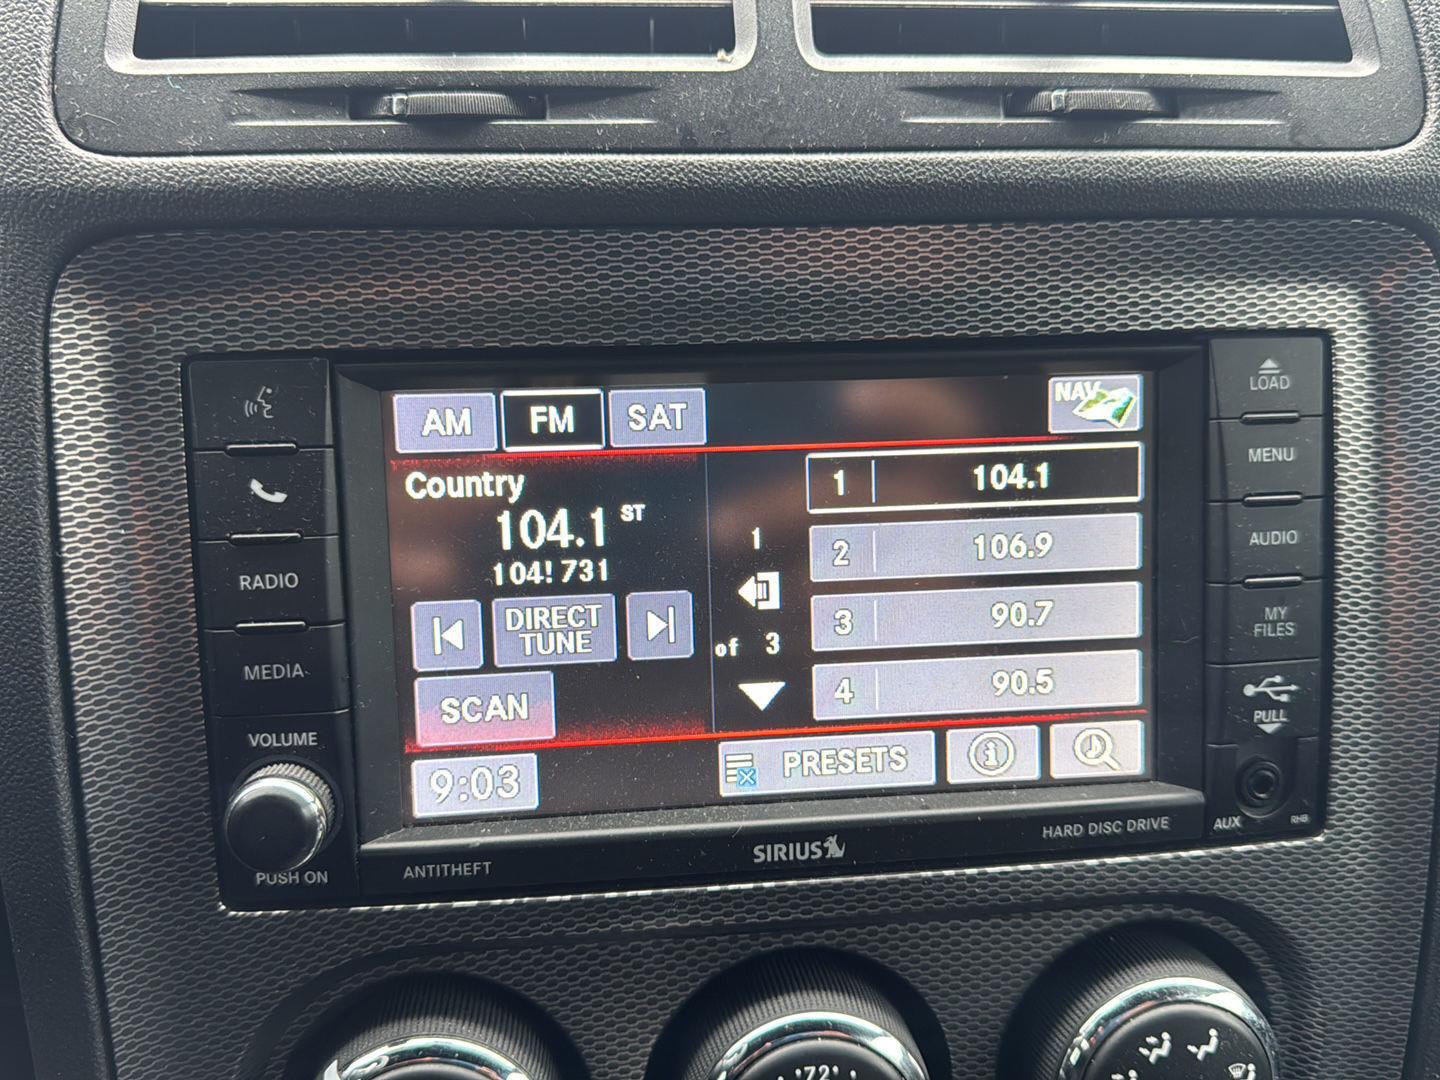 AM
FM
SAT
NAV
Country
104.1 ST
104! 731
DIRECT
TUNE
SCAN
9:03
1
of 3
1 104.1
2 106.9
3 90.7
4 90.5
PRESETS
i
RADIO
MEDIA
VOLUME
PUSH ON
ANTITHEFT
SIRIUS
HARD DISC DRIVE
LOAD
MENU
AUDIO
MY
FILES
PULL
AUX
RHB
72